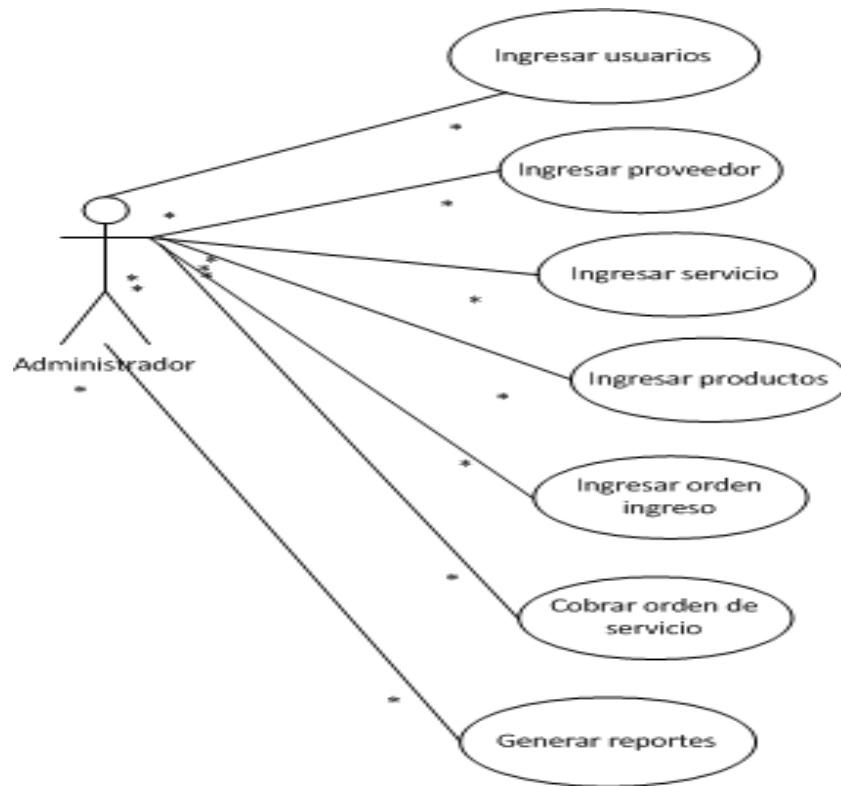 Ingresar usuarios
*
Ingresar proveedor
*
*
Ingresar servicio
*
*
*
*
*
*
Administrador
Ingresar productos
*
*
*
Ingresar orden
ingreso
*
Cobrar orden de
servicio
*
Generar reportes